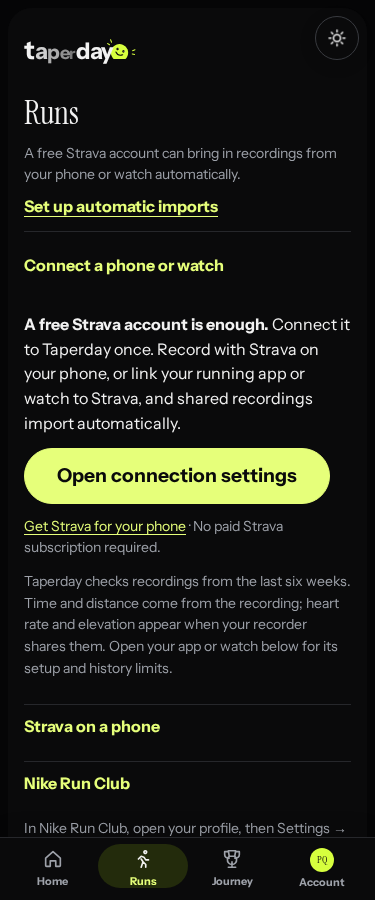 taperday
Runs
A free Strava account can bring in recordings from
your phone or watch automatically.
Set up automatic imports
Connect a phone or watch
A free Strava account is enough. Connect it
to Taperday once. Record with Strava on
your phone, or link your running app or
watch to Strava, and shared recordings
import automatically.
Open connection settings
Get Strava for your phone · No paid Strava
subscription required.
Taperday checks recordings from the last six weeks.
Time and distance come from the recording; heart
rate and elevation appear when your recorder
shares them. Open your app or watch below for its
setup and history limits.
Strava on a phone
Nike Run Club
In Nike Run Club, open your profile, then Settings →
Home
Runs
Journey
PQ
Account